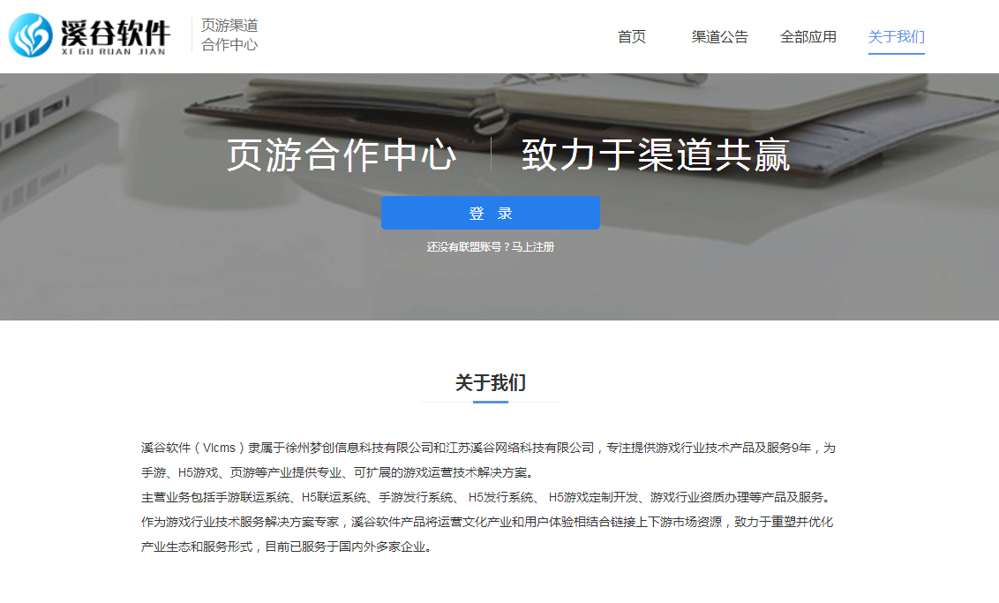 溪谷软件
XI GU RUAN JIAN
页游渠道
合作中心
首页
渠道公告
全部应用
关于我们
页游合作中心
致力于渠道共赢
登 录
还没有联盟账号？马上注册
关于我们
溪谷软件（Vlcms）隶属于徐州梦创信息科技有限公司和江苏溪谷网络科技有限公司，专注提供游戏行业技术产品及服务9年，为
手游、H5游戏、页游等产业提供专业、可扩展的游戏运营技术解决方案。
主营业务包括手游联运系统、H5联运系统、手游发行系统、 H5发行系统、 H5游戏定制开发、游戏行业资质办理等产品及服务。
作为游戏行业技术服务解决方案专家，溪谷软件产品将运营文化产业和用户体验相结合链接上下游市场资源，致力于重塑并优化
产业生态和服务形式，目前已服务于国内外多家企业。